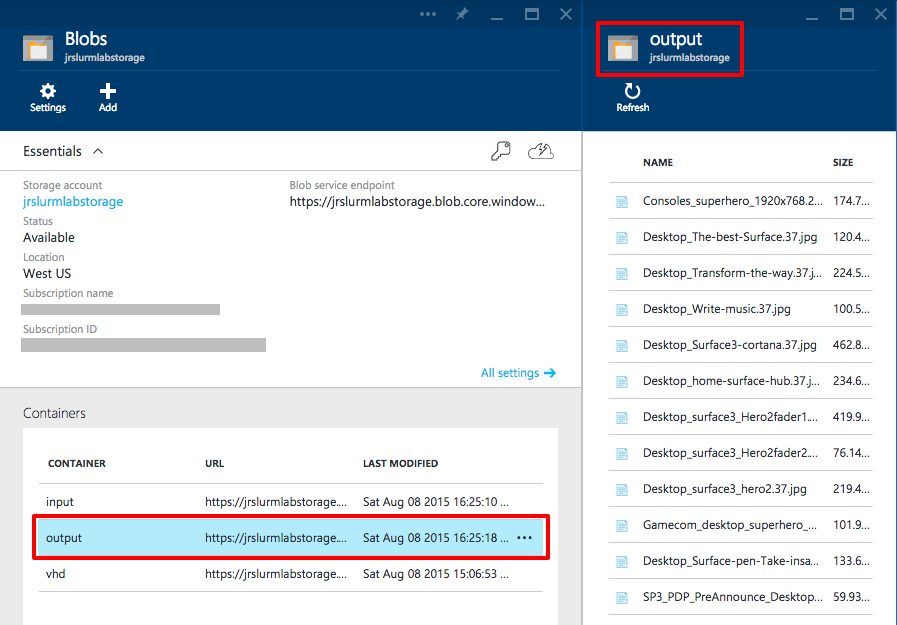 Blobs
jrslurmlabstorage
Settings
Add
Essentials
Storage account
jrslurmlabstorage
Status
Available
Location
West US
Subscription name
Subscription ID
Blob service endpoint
https://jrslurmlabstorage.blob.core.window...
All settings
Containers
CONTAINER URL LAST MODIFIED
input https://jrslurmlabstorage.... Sat Aug 08 2015 16:25:10 ...
output https://jrslurmlabstorage.... Sat Aug 08 2015 16:25:18 ...
vhd https://jrslurmlabstorage.... Sat Aug 08 2015 15:06:53 ...
output
jrslurmlabstorage
Refresh
NAME SIZE
Consoles_superhero_1920x768.2... 174.7...
Desktop_The-best-Surface.37.jpg 120.4...
Desktop_Transform-the-way.37.j... 224.5...
Desktop_Write-music.37.jpg 100.5...
Desktop_Surface3-cortana.37.jpg 462.8...
Desktop_home-surface-hub.37.j... 234.6...
Desktop_surface3_Hero2fader1.... 419.9...
Desktop_surface3_Hero2fader2.... 76.14...
Desktop_surface3_hero2.37.jpg 219.4...
Gamecom_desktop_superhero_... 101.9...
Desktop_Surface-pen-Take-insa... 133.6...
SP3_PDP_PreAnnounce_Desktop... 59.93...